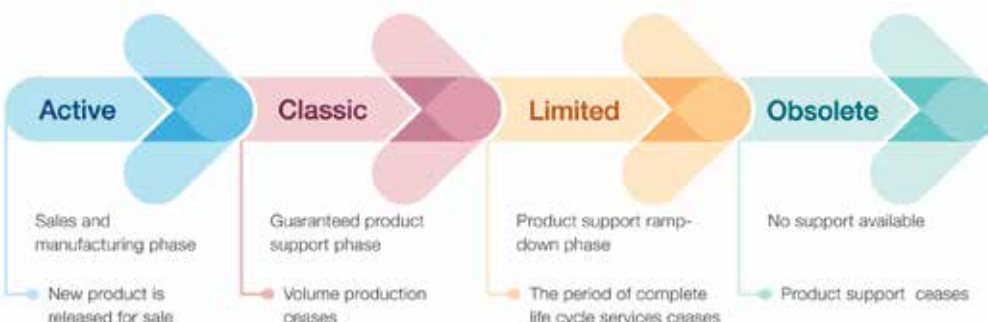 Active
Classic
Limited
Obsolete
Sales and
manufacturing phase
Guaranteed product
support phase
Product support ramp-
down phase
No support available
New product is
released for sale
Volume production
ceases
The period of complete
life cycle services ceases
Product support ceases